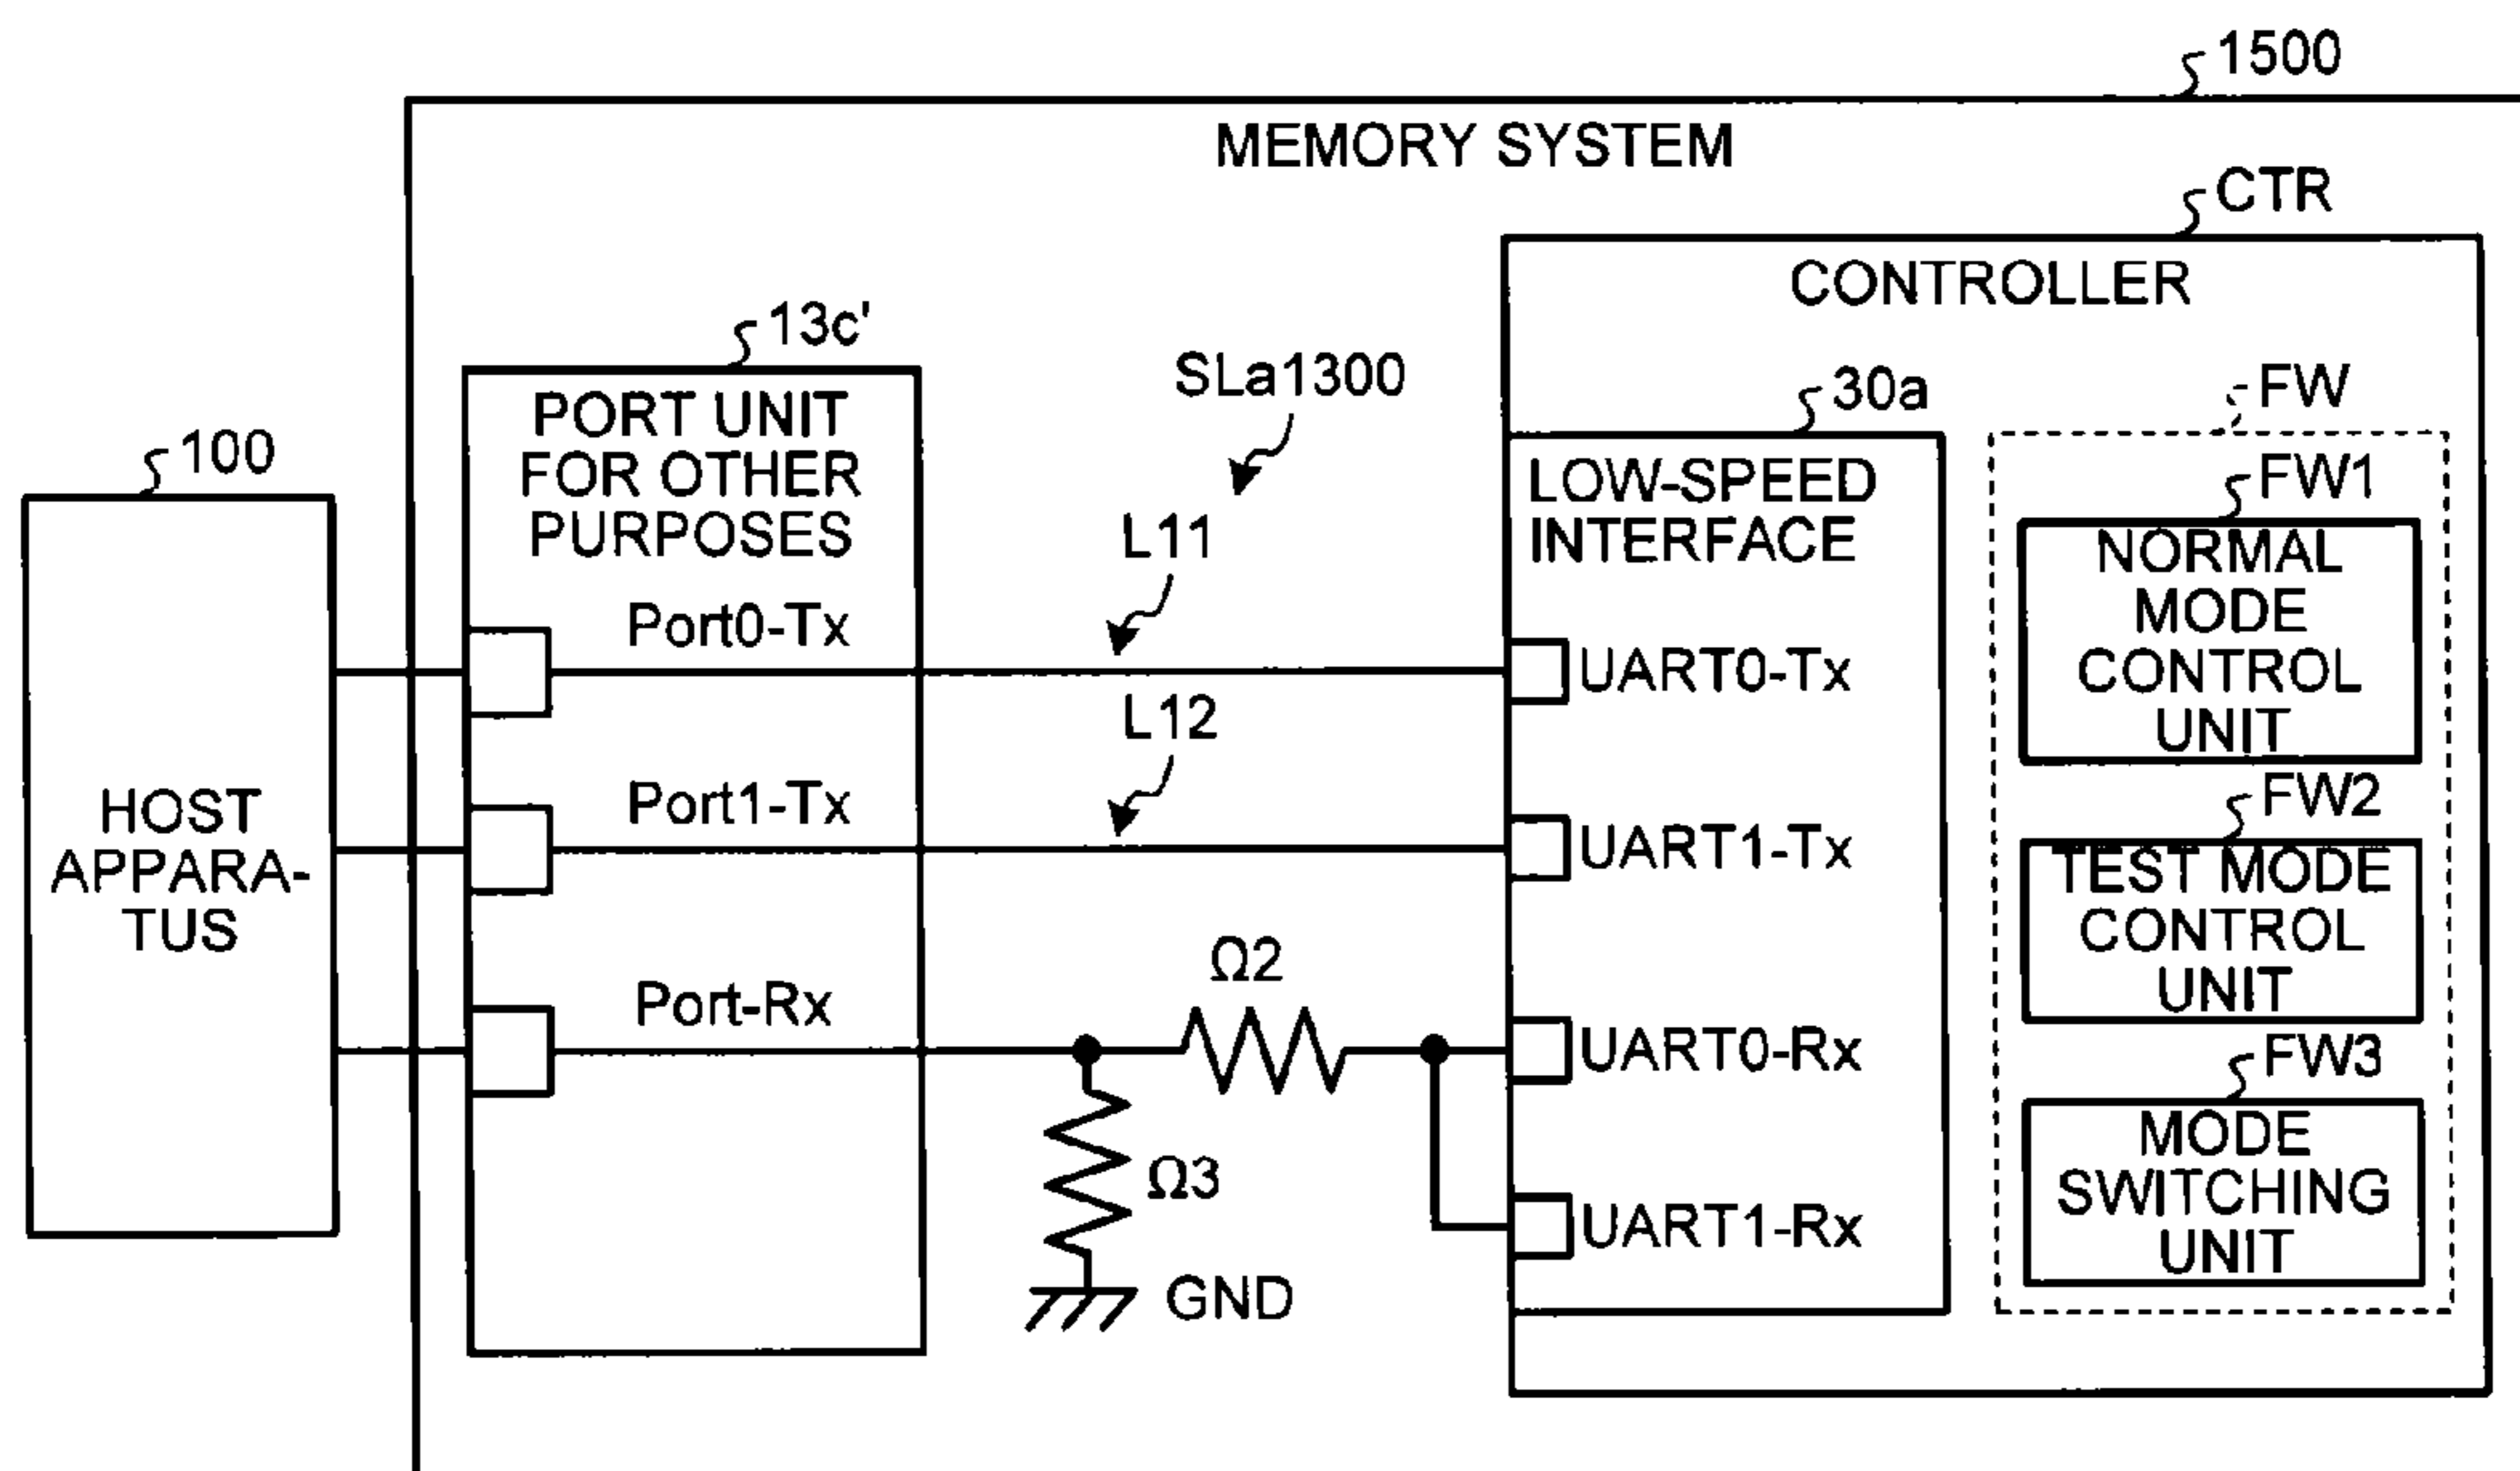 1500
MEMORY SYSTEM
CTR
CONTROLLER
13c'
SLa1300
30a
FW
100
PORT UNIT
FOR OTHER
PURPOSES
LOW-SPEED
INTERFACE
FW1
NORMAL
MODE
CONTROL
UNIT
L11
Port0-Tx
UART0-Tx
L12
Port1-Tx
UART1-Tx
FW2
TEST MODE
CONTROL
UNIT
HOST
APPARA-
TUS
Ω2
Port-Rx
UART0-Rx
FW3
MODE
SWITCHING
UNIT
Ω3
UART1-Rx
GND